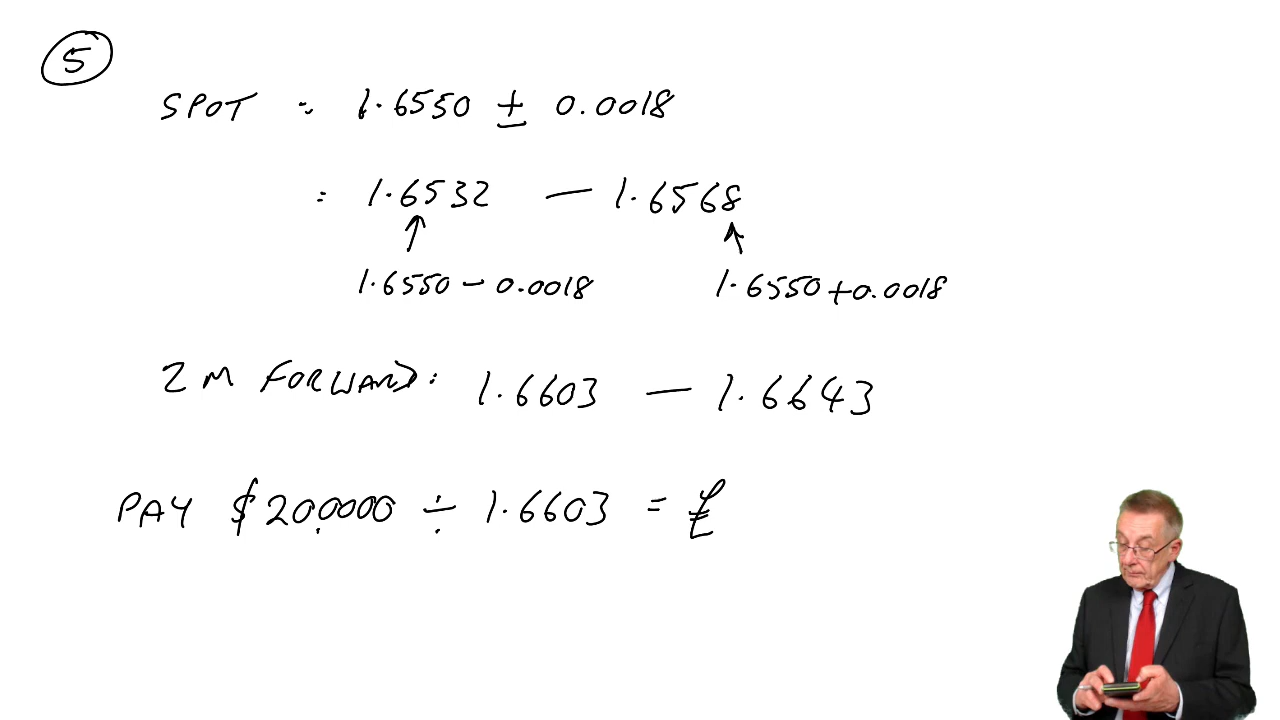 5
SPOT = 1.6550 ± 0.0018
= 1.6532 — 1.6568
↑ ↑
1.6550 - 0.0018 1.6550 + 0.0018
2 M FORWARD: 1.6603 — 1.6643
PAY $200,000 ÷ 1.6603 = £